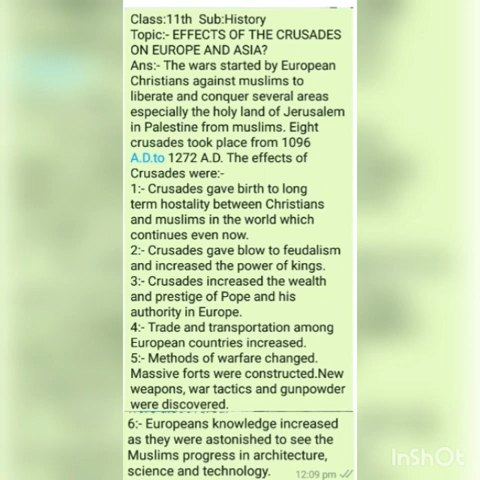 Class:11th Sub:History
Topic:- EFFECTS OF THE CRUSADES
ON EUROPE AND ASIA?
Ans:- The wars started by European
Christians against muslims to
liberate and conquer several areas
especially the holy land of Jerusalem
in Palestine from muslims. Eight
crusades took place from 1096
A.D.to 1272 A.D. The effects of
Crusades were:-
1:- Crusades gave birth to long
term hostality between Christians
and muslims in the world which
continues even now.
2:- Crusades gave blow to feudalism
and increased the power of kings.
3:- Crusades increased the wealth
and prestige of Pope and his
authority in Europe.
4:- Trade and transportation among
European countries increased.
5:- Methods of warfare changed.
Massive forts were constructed.New
weapons, war tactics and gunpowder
were discovered.
6:- Europeans knowledge increased
as they were astonished to see the
Muslims progress in architecture,
science and technology. 12:09 pm
InShOt